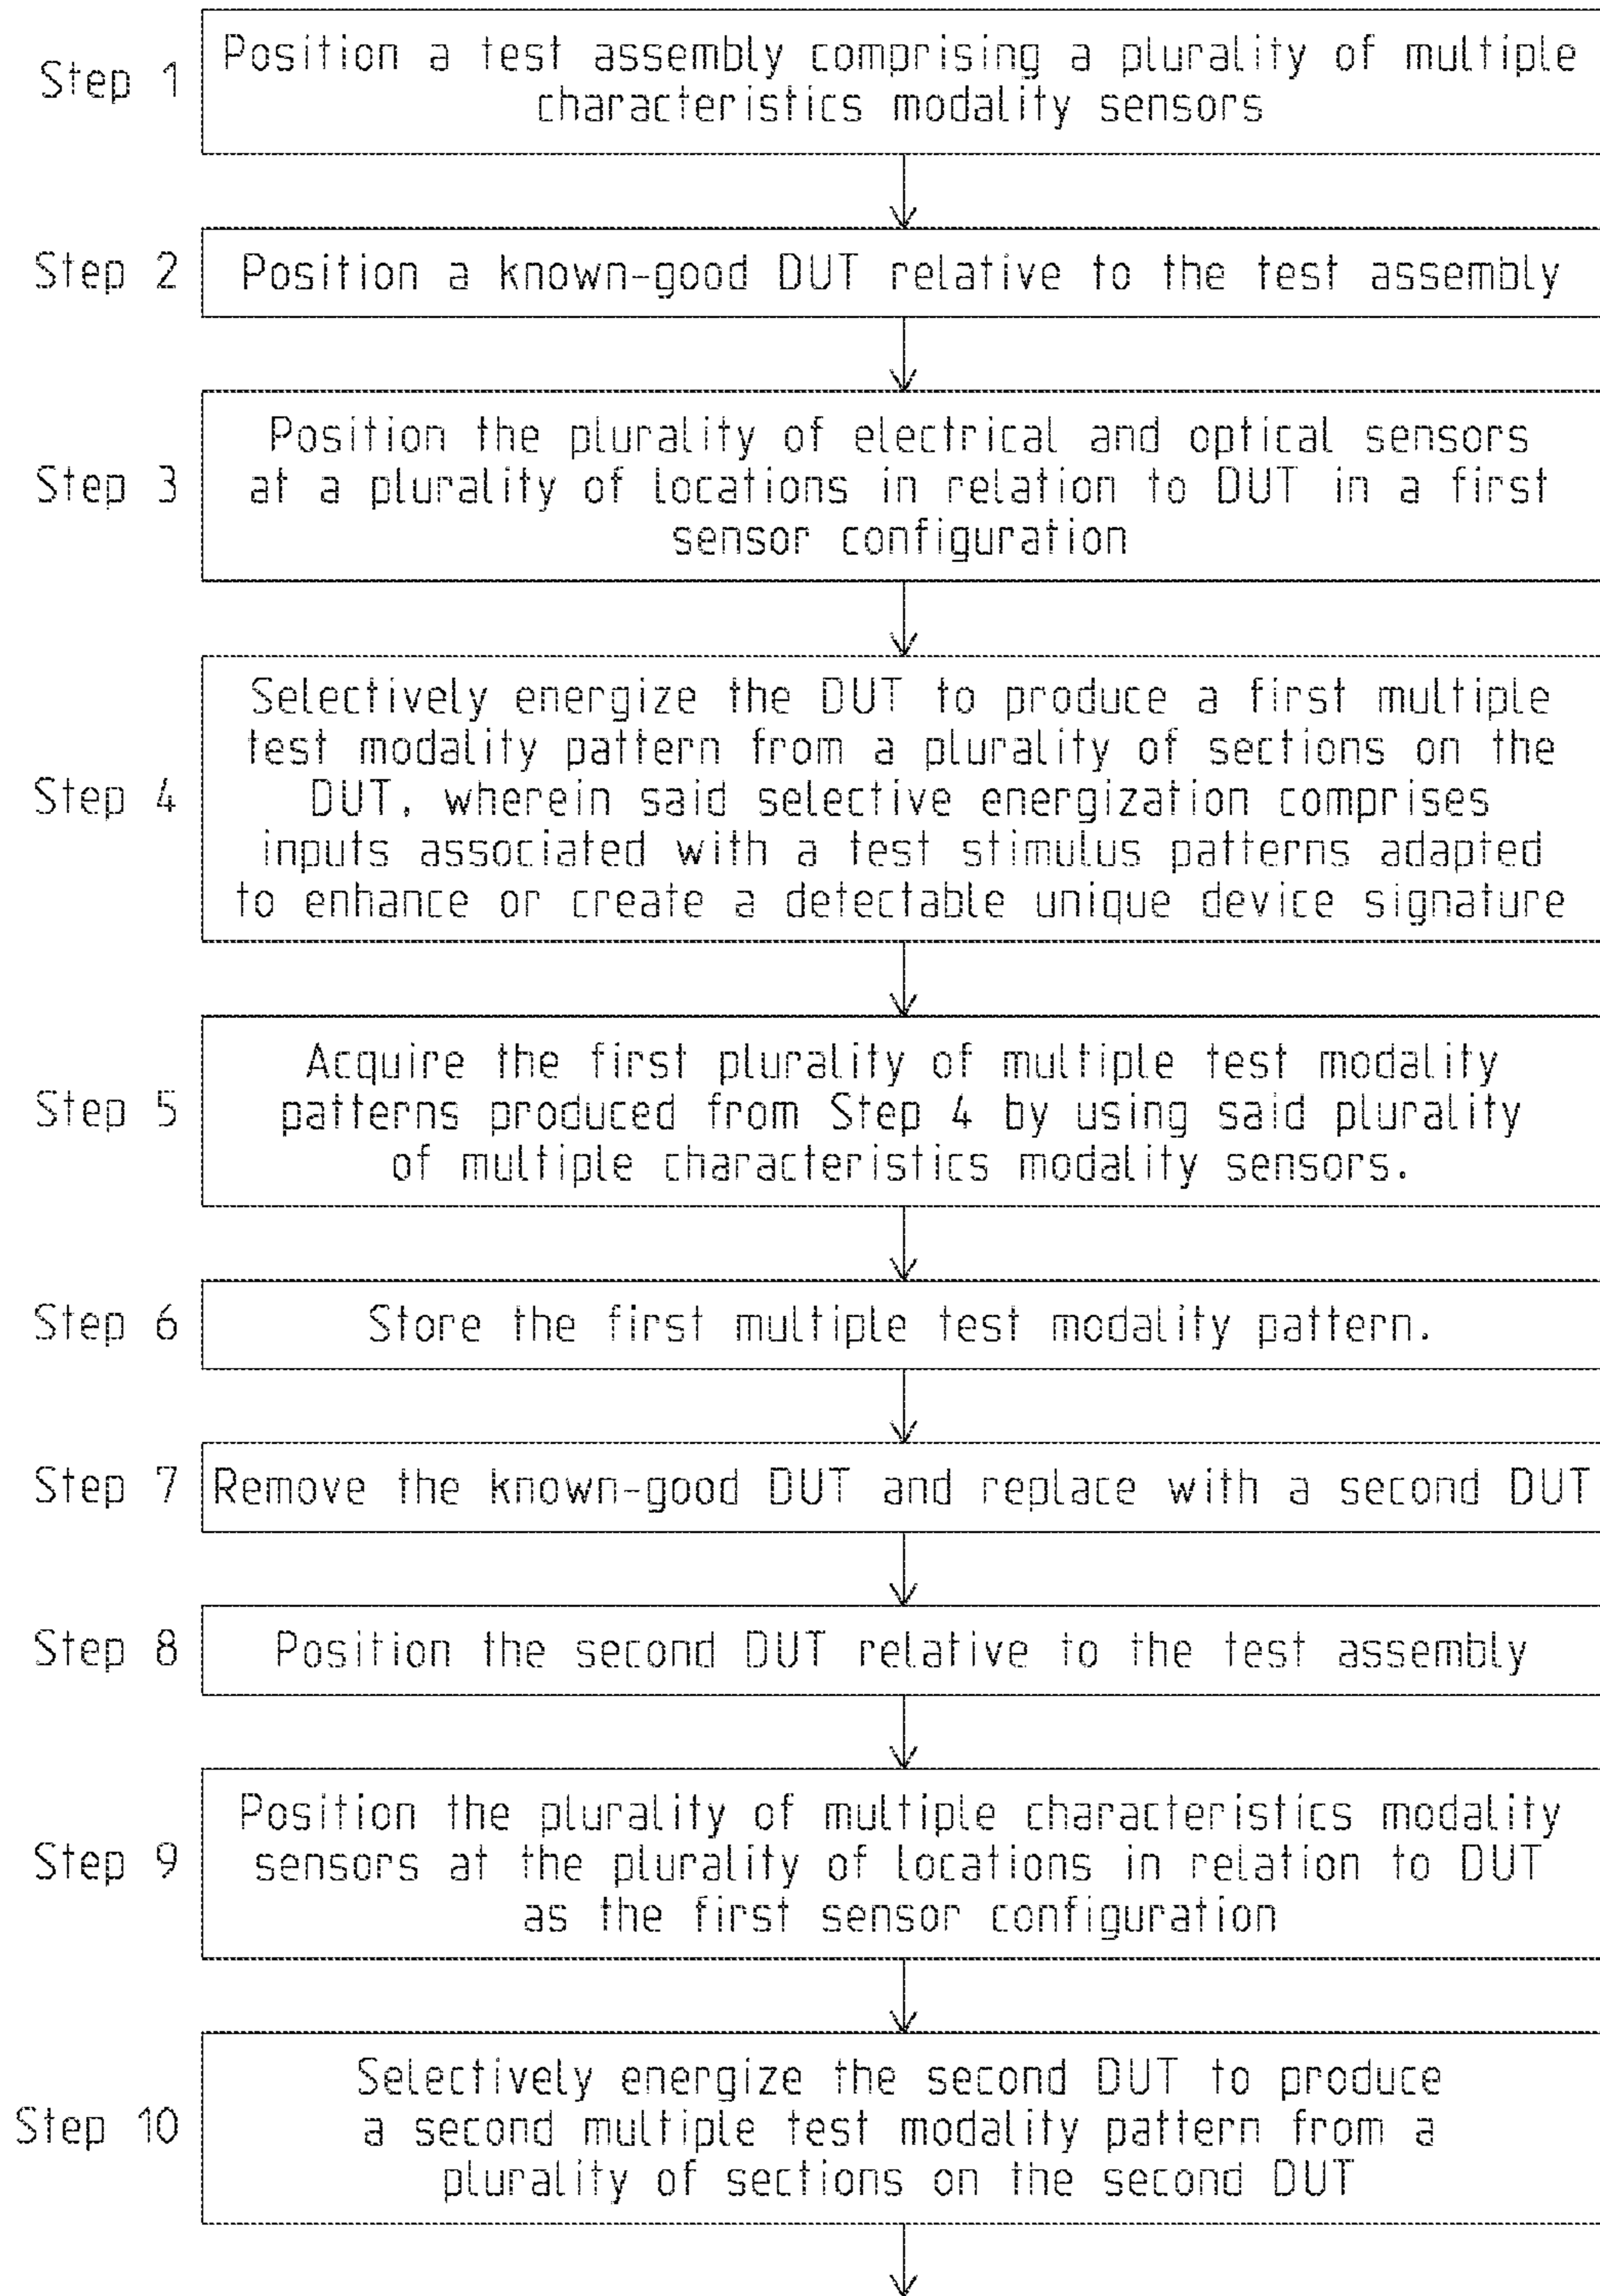 Step 1
Position a test assembly comprising a plurality of multiple
characteristics modality sensors
Step 2
Position a known-good DUT relative to the test assembly
Step 3
Position the plurality of electrical and optical sensors
at a plurality of locations in relation to DUT in a first
sensor configuration
Step 4
Selectively energize the DUT to produce a first multiple
test modality pattern from a plurality of sections on the
DUT, wherein said selective energization comprises
inputs associated with a test stimulus patterns adapted
to enhance or create a detectable unique device signature
Step 5
Acquire the first plurality of multiple test modality
patterns produced from Step 4 by using said plurality
of multiple characteristics modality sensors.
Step 6
Store the first multiple test modality pattern.
Step 7
Remove the known-good DUT and replace with a second DUT
Step 8
Position the second DUT relative to the test assembly
Step 9
Position the plurality of multiple characteristics modality
sensors at the plurality of locations in relation to DUT
as the first sensor configuration
Step 10
Selectively energize the second DUT to produce
a second multiple test modality pattern from a
plurality of sections on the second DUT